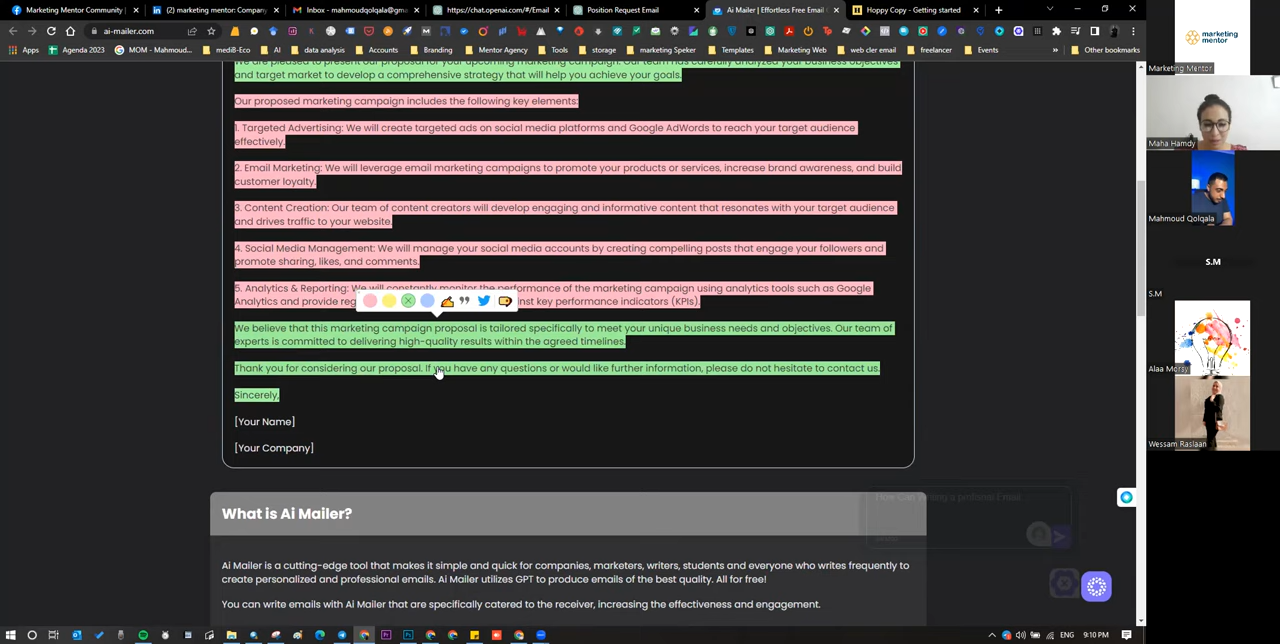 Marketing Mentor Community |
(2) marketing mentor: Company
Inbox - mahmoudqolqala@gm
https://chat.openai.com/#/Email
Position Request Email
Ai Mailer | Effortless Free Email
Hoppy Copy - Getting started
ai-mailer.com
Apps
Agenda 2023
MOM - Mahmoud...
mediB-Eco
AI
data analysis
Accounts
Branding
Mentor Agency
Tools
storage
marketing Speker
Templates
Marketing Web
web cler email
freelancer
Events
Other bookmarks
We are pleased to present our proposal for your upcoming marketing campaign. Our team has carefully analyzed your business objectives
and target market to develop a comprehensive strategy that will help you achieve your goals.
Our proposed marketing campaign includes the following key elements:
1. Targeted Advertising: We will create targeted ads on social media platforms and Google AdWords to reach your target audience
effectively.
2. Email Marketing: We will leverage email marketing campaigns to promote your products or services, increase brand awareness, and build
customer loyalty.
3. Content Creation: Our team of content creators will develop engaging and informative content that resonates with your target audience
and drives traffic to your website.
4. Social Media Management: We will manage your social media accounts by creating compelling posts that engage your followers and
promote sharing, likes, and comments.
5. Analytics & Reporting: We will constantly monitor the performance of the marketing campaign using analytics tools such as Google
Analytics and provide reg inst key performance indicators (KPIs).
We believe that this marketing campaign proposal is tailored specifically to meet your unique business needs and objectives. Our team of
experts is committed to delivering high-quality results within the agreed timelines.
Thank you for considering our proposal. If you have any questions or would like further information, please do not hesitate to contact us.
Sincerely,
[Your Name]
[Your Company]
What is Ai Mailer?
Ai Mailer is a cutting-edge tool that makes it simple and quick for companies, marketers, writers, students and everyone who writes frequently to
create personalized and professional emails. Ai Mailer utilizes GPT to produce emails of the best quality. All for free!
You can write emails with Ai Mailer that are specifically catered to the receiver, increasing the effectiveness and engagement.
ENG
9:10 PM
marketing
mentor
Marketing Mentor
Maha Hamdy
Mahmoud Qolqala
S.M
S.M
Alaa Morsy
Wessam Raslaan